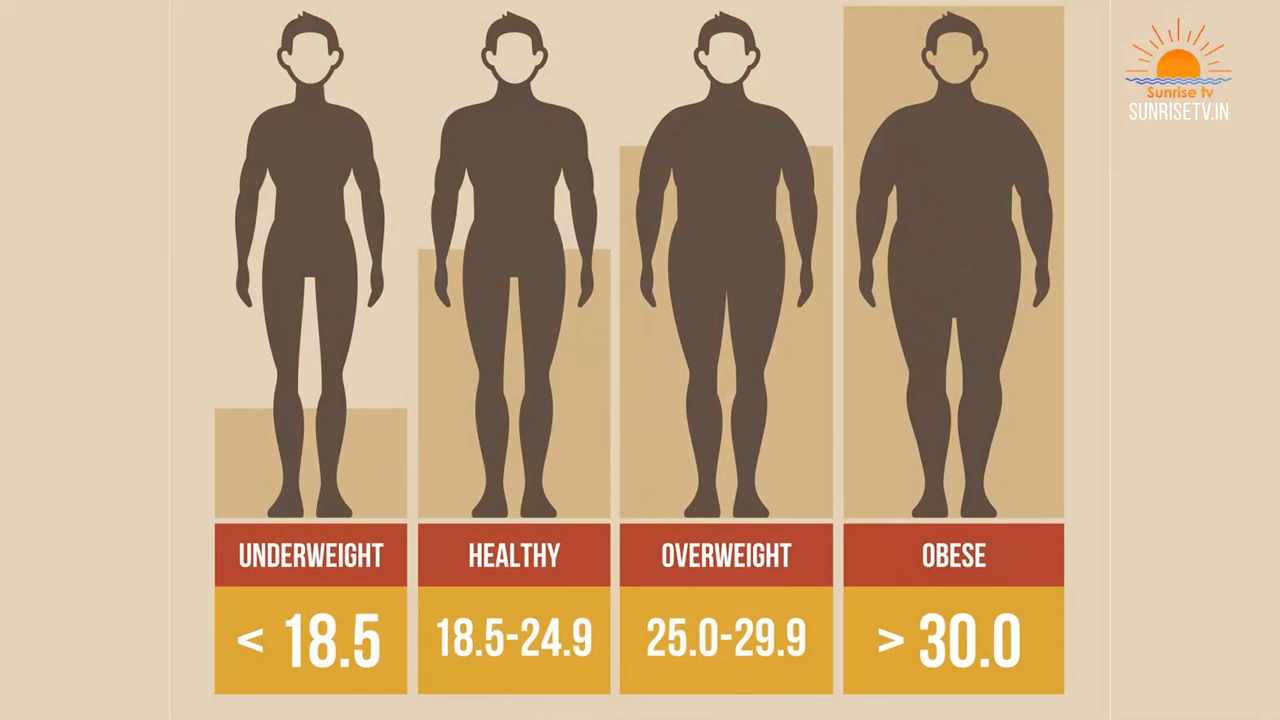 Sunrise tv
SUNRISETV.IN
UNDERWEIGHT
< 18.5
HEALTHY
18.5-24.9
OVERWEIGHT
25.0-29.9
OBESE
> 30.0